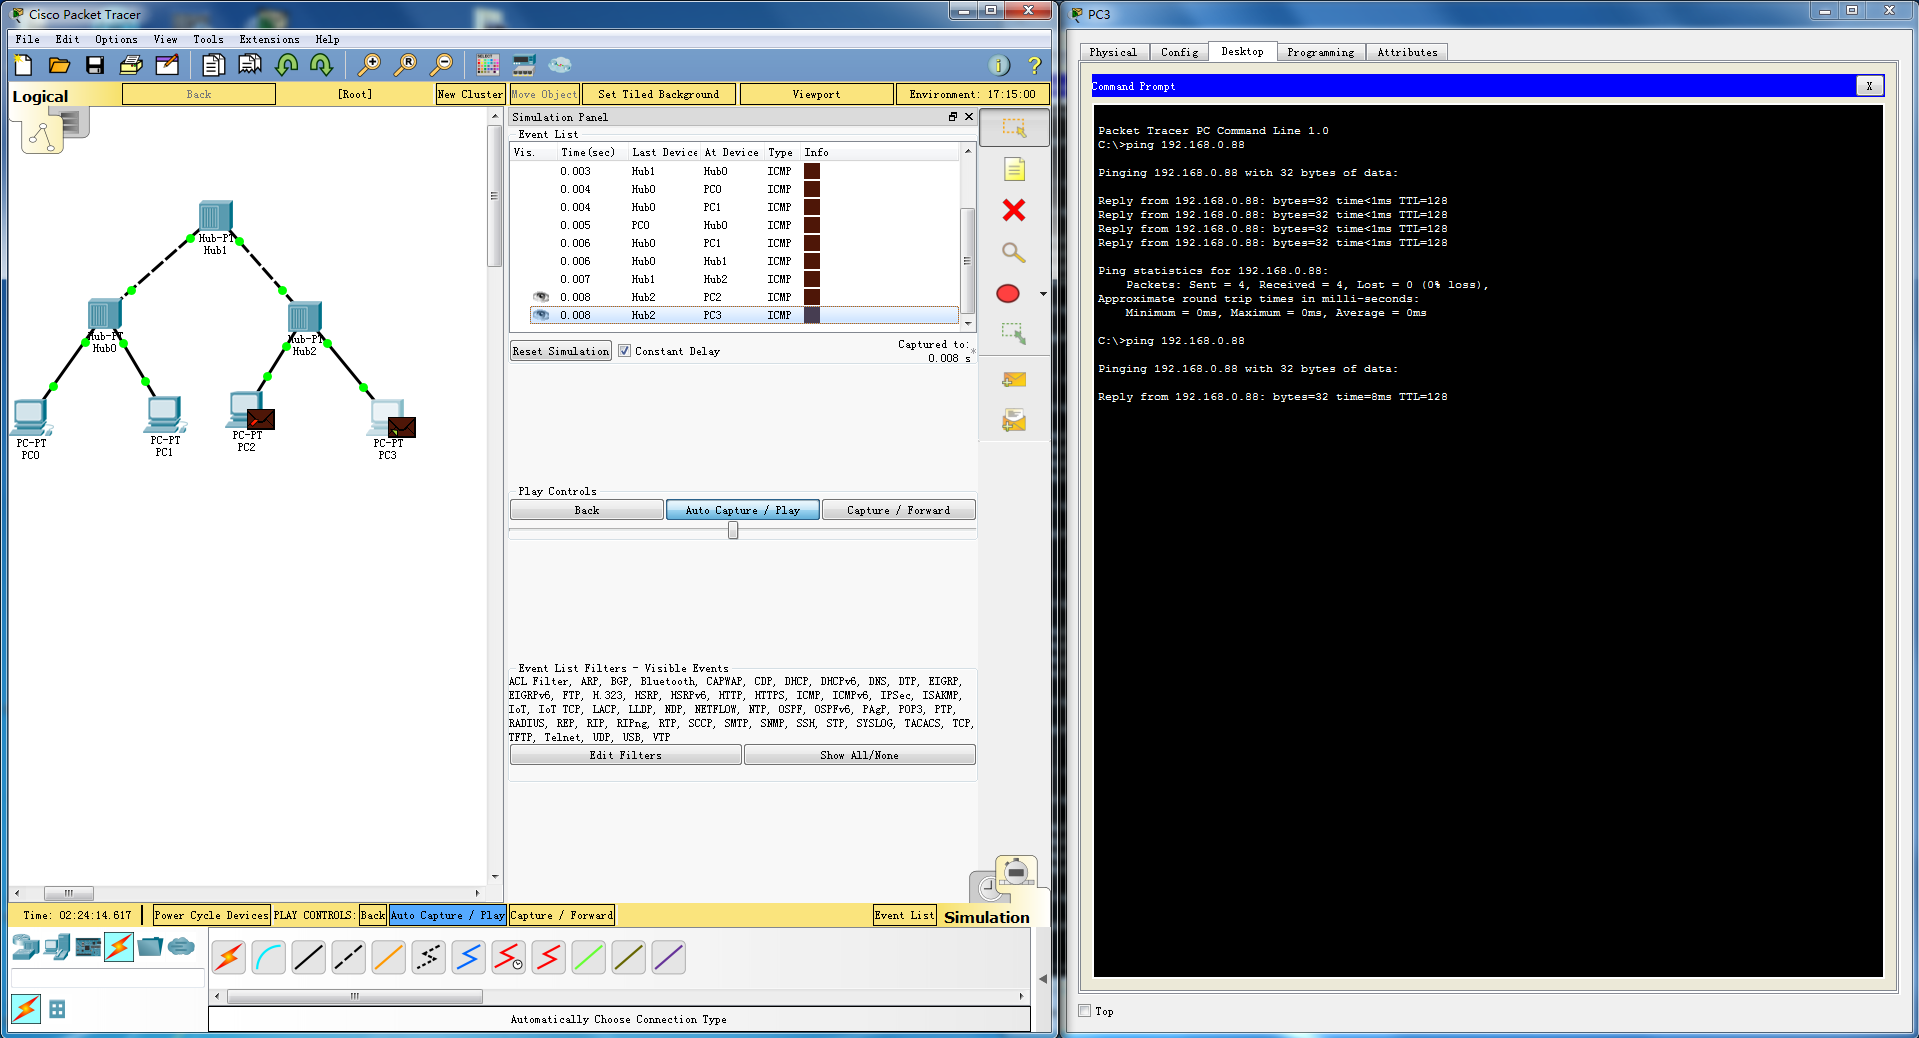 Cisco Packet Tracer
File Edit Options View Tools Extensions Help
Logical
Back
[Root]
New Cluster
Move Object
Set Tiled Background
Viewport
Environment: 17:15:00
Hub-PT
Hub1
Hub-PT
Hub0
Hub-PT
Hub2
PC-PT
PC0
PC-PT
PC1
PC-PT
PC2
PC-PT
PC3
Simulation Panel
Event List
Vis. Time(sec) Last Device At Device Type Info
0.003 Hub1 Hub0 ICMP
0.004 Hub0 PC0 ICMP
0.004 Hub0 PC1 ICMP
0.005 PC0 Hub0 ICMP
0.006 Hub0 PC1 ICMP
0.006 Hub0 Hub1 ICMP
0.007 Hub1 Hub2 ICMP
0.008 Hub2 PC2 ICMP
0.008 Hub2 PC3 ICMP
Reset Simulation
Constant Delay
Captured to:
0.008 s
Play Controls
Back
Auto Capture / Play
Capture / Forward
Event List Filters - Visible Events
ACL Filter, ARP, BGP, Bluetooth, CAPWAP, CDP, DHCP, DHCPv6, DNS, DTP, EIGRP,
EIGRPv6, FTP, H.323, HSRP, HSRPv6, HTTP, HTTPS, ICMP, ICMPv6, IPSec, ISAKMP,
IoT, IoT TCP, LACP, LLDP, NDP, NETFLOW, NTP, OSPF, OSPFv6, PAgP, POP3, PTP,
RADIUS, REP, RIP, RIPng, RTP, SCCP, SMTP, SNMP, SSH, STP, SYSLOG, TACACS, TCP,
TFTP, Telnet, UDP, USB, VTP
Edit Filters
Show All/None
Time: 02:24:14.617
Power Cycle Devices
PLAY CONTROLS:
Back
Auto Capture / Play
Capture / Forward
Event List
Simulation
Automatically Choose Connection Type
PC3
Physical Config Desktop Programming Attributes
Command Prompt
X
Packet Tracer PC Command Line 1.0
C:\>ping 192.168.0.88
Pinging 192.168.0.88 with 32 bytes of data:
Reply from 192.168.0.88: bytes=32 time<1ms TTL=128
Reply from 192.168.0.88: bytes=32 time<1ms TTL=128
Reply from 192.168.0.88: bytes=32 time<1ms TTL=128
Reply from 192.168.0.88: bytes=32 time<1ms TTL=128
Ping statistics for 192.168.0.88:
Packets: Sent = 4, Received = 4, Lost = 0 (0% loss),
Approximate round trip times in milli-seconds:
Minimum = 0ms, Maximum = 0ms, Average = 0ms
C:\>ping 192.168.0.88
Pinging 192.168.0.88 with 32 bytes of data:
Reply from 192.168.0.88: bytes=32 time=8ms TTL=128
Top